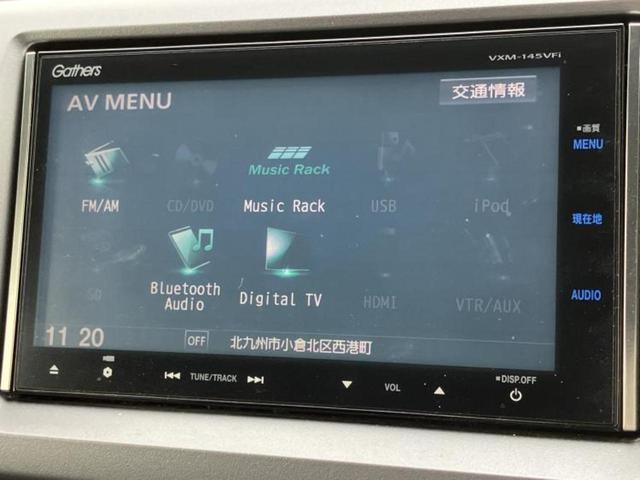 Gathers
VXM-145VFi
AV MENU
交通情報
画質
MENU
Music Rack
FM/AM
CD/DVD
Music Rack
USB
iPod
現在地
Bluetooth
Audio
Digital TV
SD
HDMI
VTR/AUX
AUDIO
11 20
OFF
北九州市小倉北区西港町
TUNE/TRACK
VOL
DISP.OFF